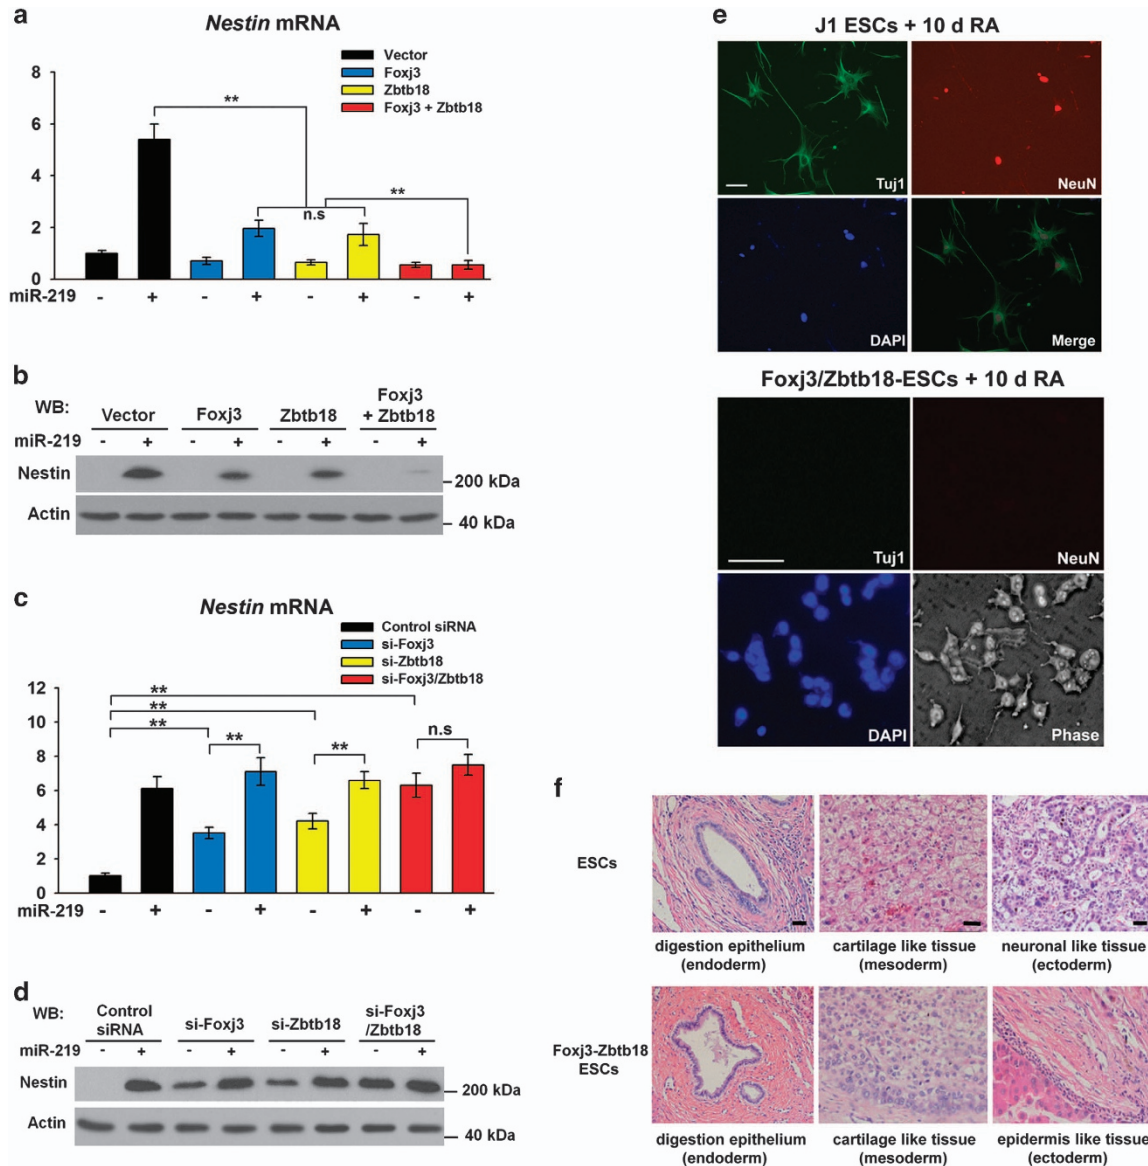 a
Nestin mRNA
Vector
Foxj3
Zbtb18
Foxj3 + Zbtb18
8
6
4
2
0
**
**
n.s
miR-219 - + - + - + - +
b
WB: Vector Foxj3 Zbtb18 Foxj3 + Zbtb18
miR-219 - + - + - + - +
Nestin
200 kDa
Actin
40 kDa
c
Nestin mRNA
Control siRNA
si-Foxj3
si-Zbtb18
si-Foxj3/Zbtb18
12
10
8
6
4
2
0
**
**
**
**
**
n.s
miR-219 - + - + - + - +
d
WB: Control siRNA si-Foxj3 si-Zbtb18 si-Foxj3 /Zbtb18
miR-219 - + - + - + - +
Nestin
200 kDa
Actin
40 kDa
e
J1 ESCs + 10 d RA
Tuj1
NeuN
DAPI
Merge
Foxj3/Zbtb18-ESCs + 10 d RA
Tuj1
NeuN
DAPI
Phase
f
ESCs
digestion epithelium
(endoderm)
cartilage like tissue
(mesoderm)
neuronal like tissue
(ectoderm)
Foxj3-Zbtb18
ESCs
digestion epithelium
(endoderm)
cartilage like tissue
(mesoderm)
epidermis like tissue
(ectoderm)